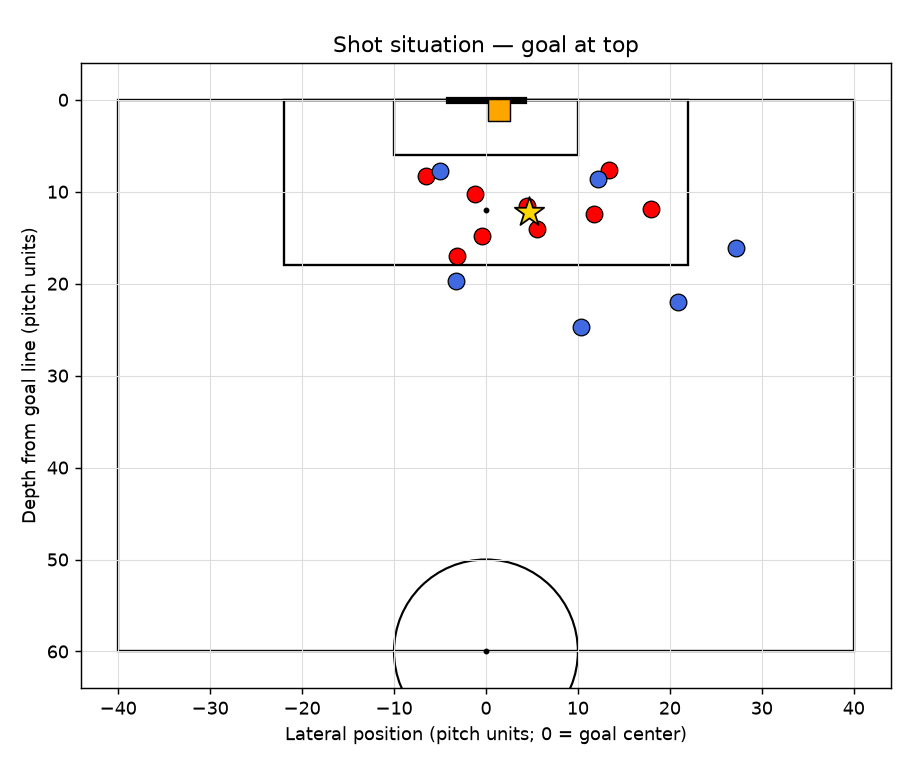 Shot situation — goal at top
Depth from goal line (pitch units)
0
10
20
30
40
50
60
−40 −30 −20 −10 0 10 20 30 40
Lateral position (pitch units; 0 = goal center)